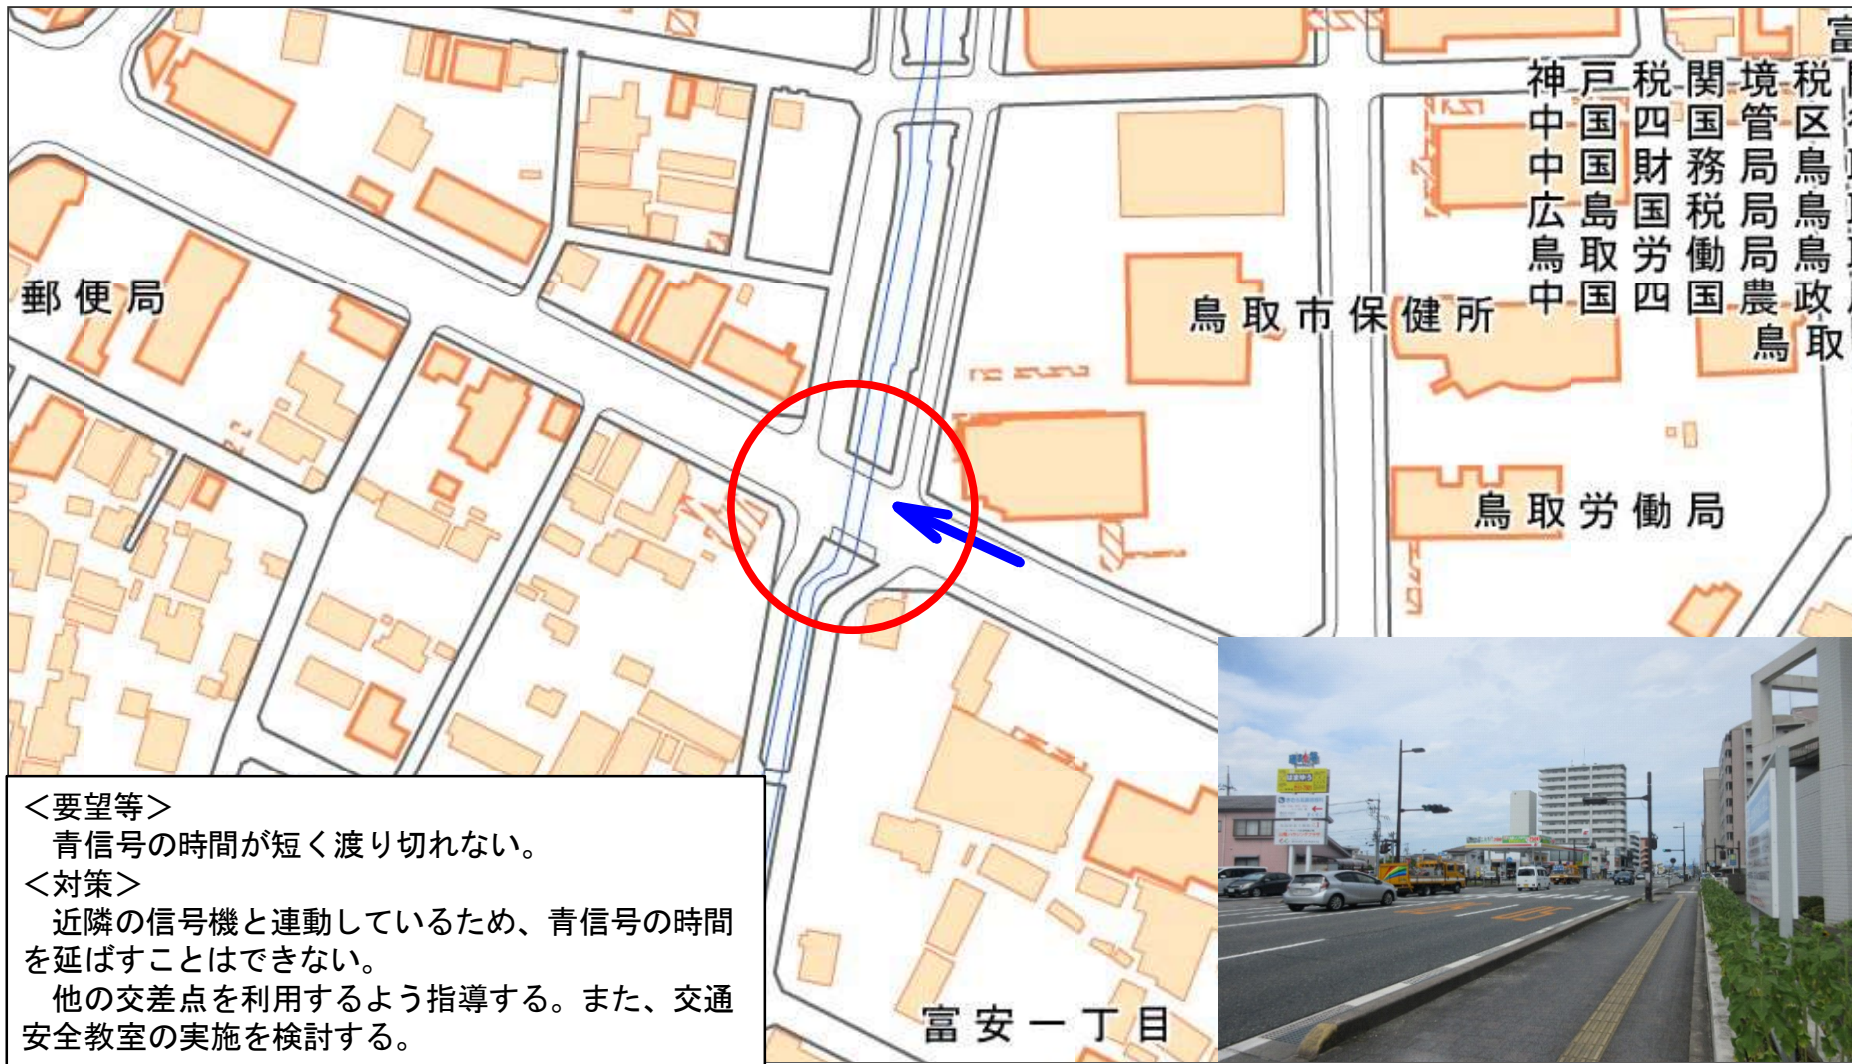 富
神戸税関境税
中国四国管区
中国財務局鳥
広島国税局鳥
鳥取労働局鳥
中国四国農政
鳥取
郵便局
鳥取市保健所
鳥取労働局
富安一丁目
＜要望等＞
　青信号の時間が短く渡り切れない。
＜対策＞
　近隣の信号機と連動しているため、青信号の時間
を延ばすことはできない。
　他の交差点を利用するよう指導する。また、交通
安全教室の実施を検討する。